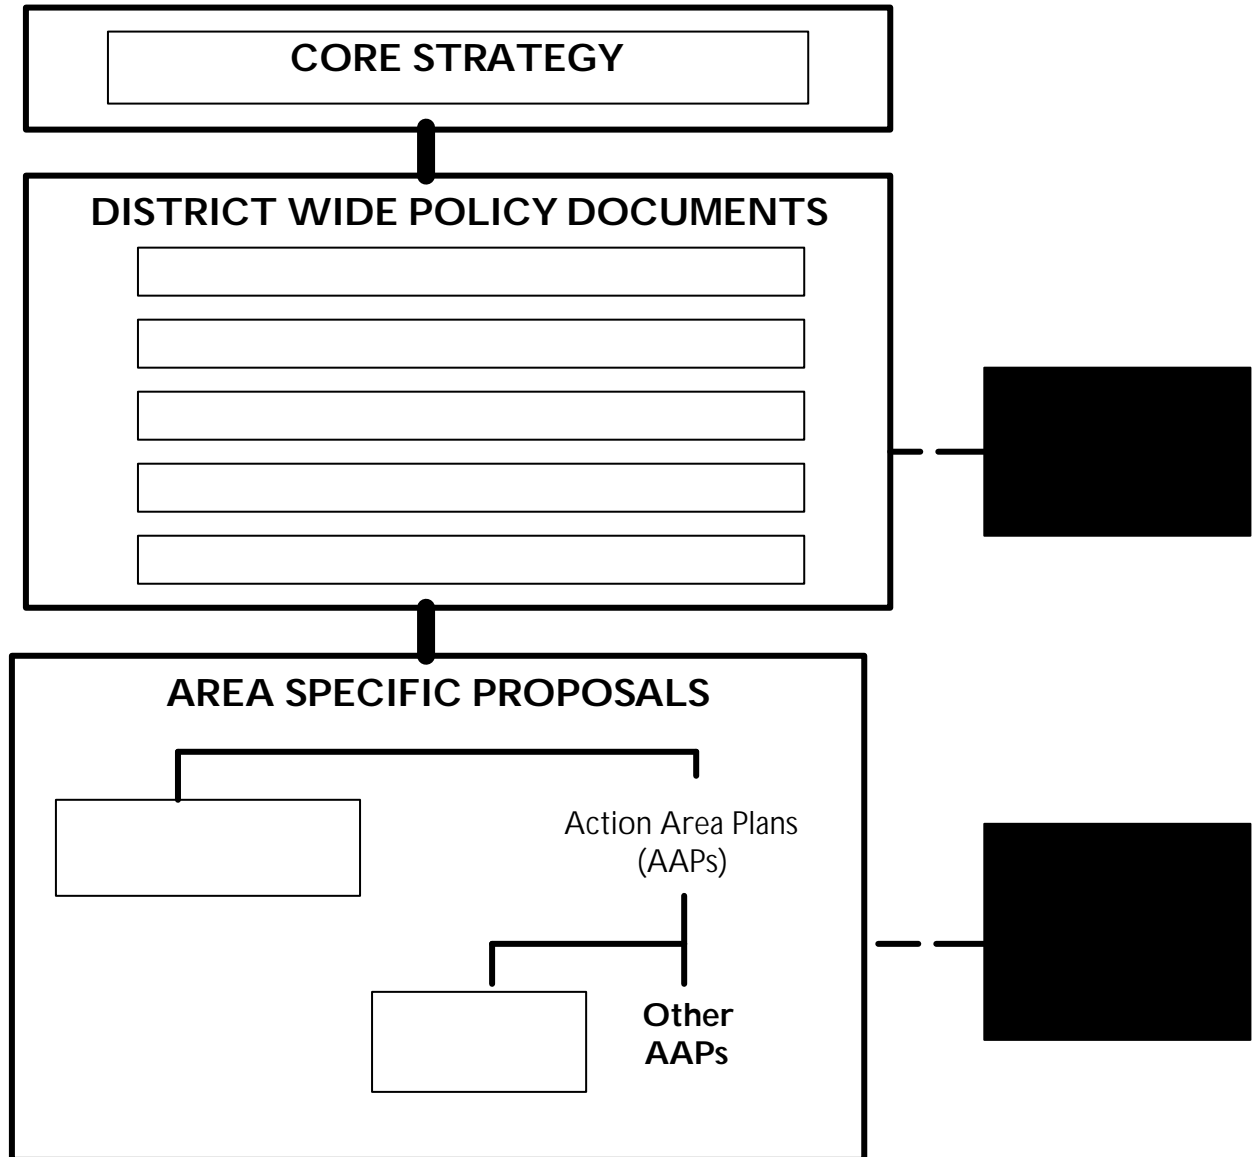 CORE STRATEGY
DISTRICT WIDE POLICY DOCUMENTS
AREA SPECIFIC PROPOSALS
Action Area Plans
(AAPs)
Other
AAPs